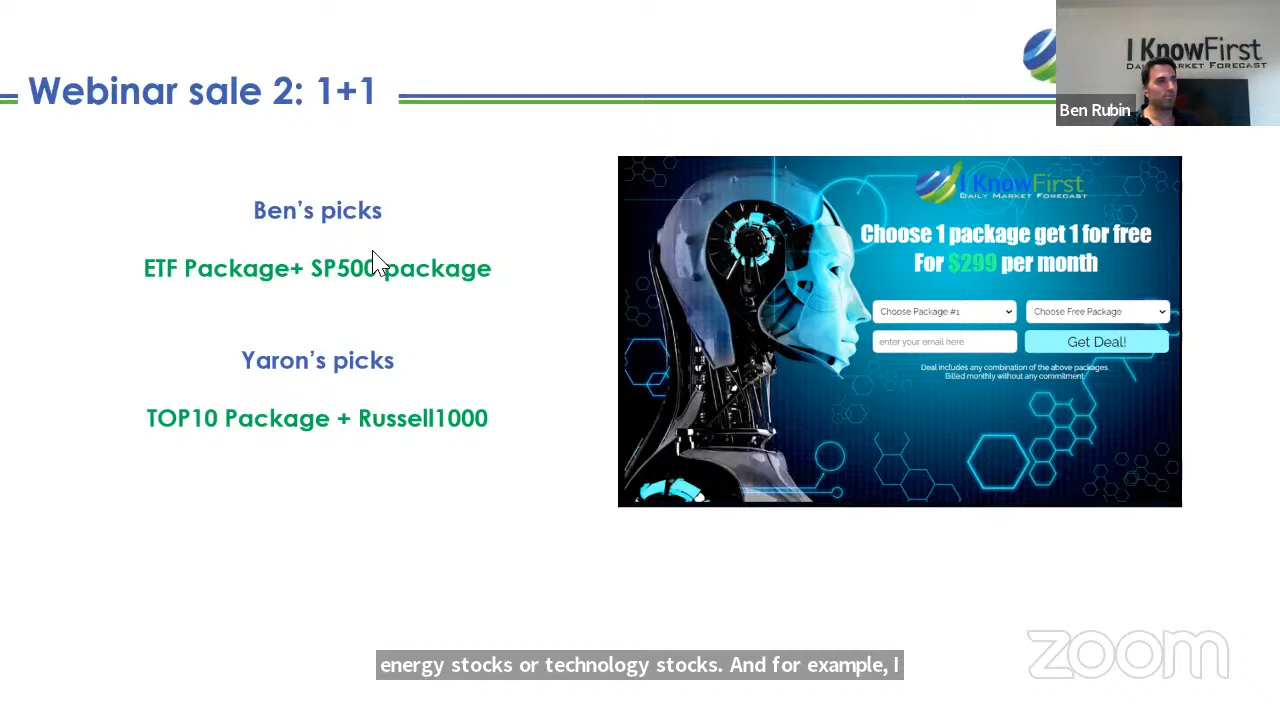 Webinar sale 2: 1+1
I KnowFirst
DAILY MARKET FORECAST
Ben Rubin
Ben's picks
ETF Package+ SP500 package
Yaron's picks
TOP10 Package + Russell1000
I KnowFirst
DAILY MARKET FORECAST
Choose 1 package get 1 for free
For $299 per month
Choose Package #1
Choose Free Package
enter your email here
Get Deal!
Deal includes any combination of the above packages.
Billed monthly without any commitment.
energy stocks or technology stocks. And for example, I
zoom